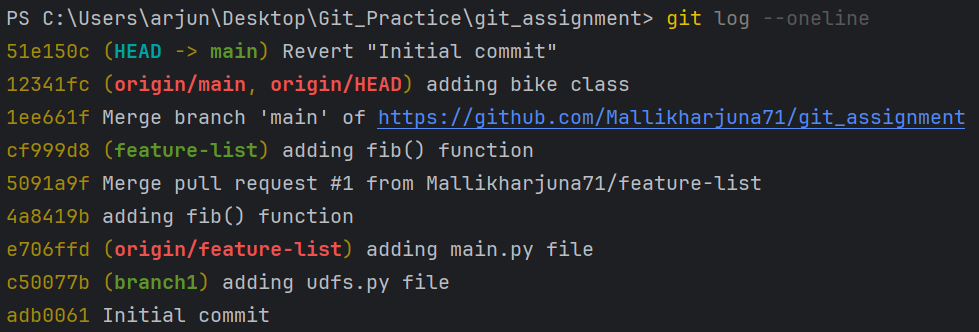 PS C:\Users\arjun\Desktop\Git_Practice\git_assignment> git log --oneline
51e150c (HEAD -> main) Revert "Initial commit"
12341fc (origin/main, origin/HEAD) adding bike class
1ee661f Merge branch 'main' of https://github.com/Mallikharjuna71/git_assignment
cf999d8 (feature-list) adding fib() function
5091a9f Merge pull request #1 from Mallikharjuna71/feature-list
4a8419b adding fib() function
e706ffd (origin/feature-list) adding main.py file
c50077b (branch1) adding udfs.py file
adb0061 Initial commit